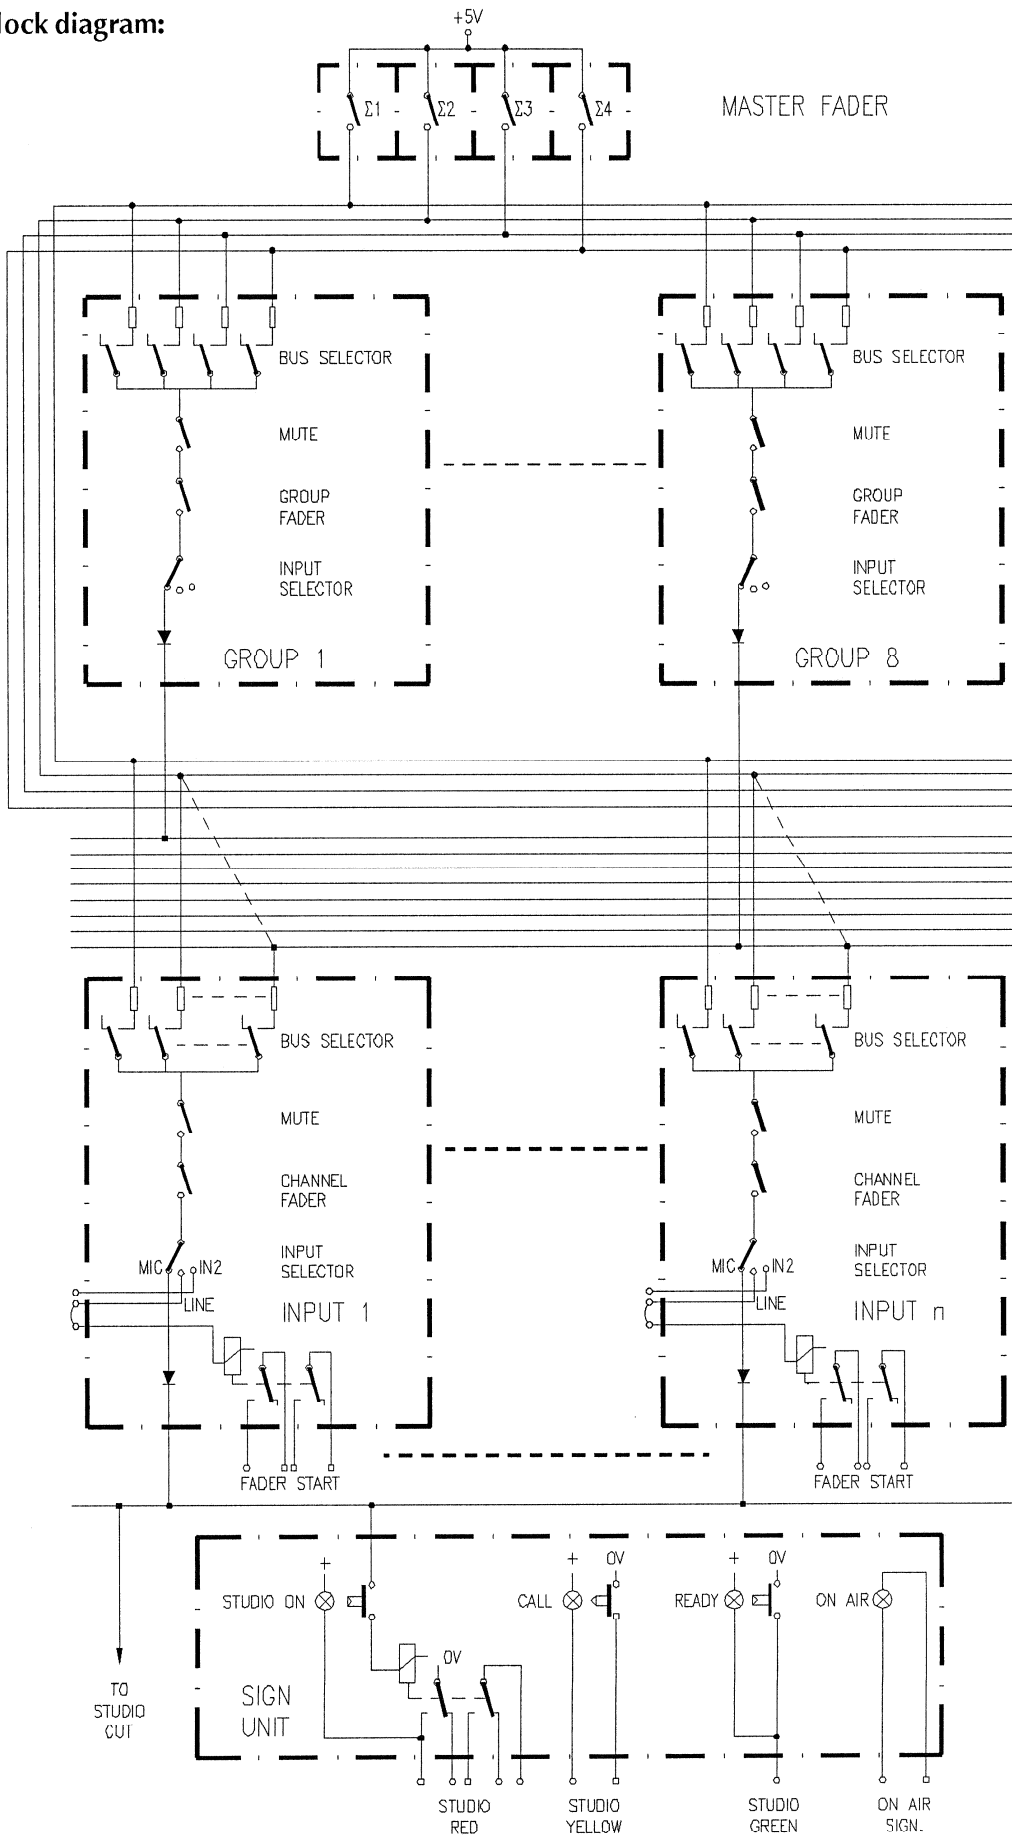 lock diagram:
+5V
Σ1 Σ2 Σ3 Σ4
MASTER FADER
BUS SELECTOR
BUS SELECTOR
MUTE
MUTE
GROUP
FADER
GROUP
FADER
INPUT
SELECTOR
INPUT
SELECTOR
GROUP 1
GROUP 8
BUS SELECTOR
BUS SELECTOR
MUTE
MUTE
CHANNEL
FADER
CHANNEL
FADER
INPUT
SELECTOR
INPUT
SELECTOR
MIC IN2
LINE
MIC IN2
LINE
INPUT 1
INPUT n
FADER START
FADER START
+
STUDIO ON
+ 0V
CALL
+ 0V
READY
ON AIR
0V
TO
STUDIO
CUT
SIGN
UNIT
STUDIO
RED
STUDIO
YELLOW
STUDIO
GREEN
ON AIR
SIGN.